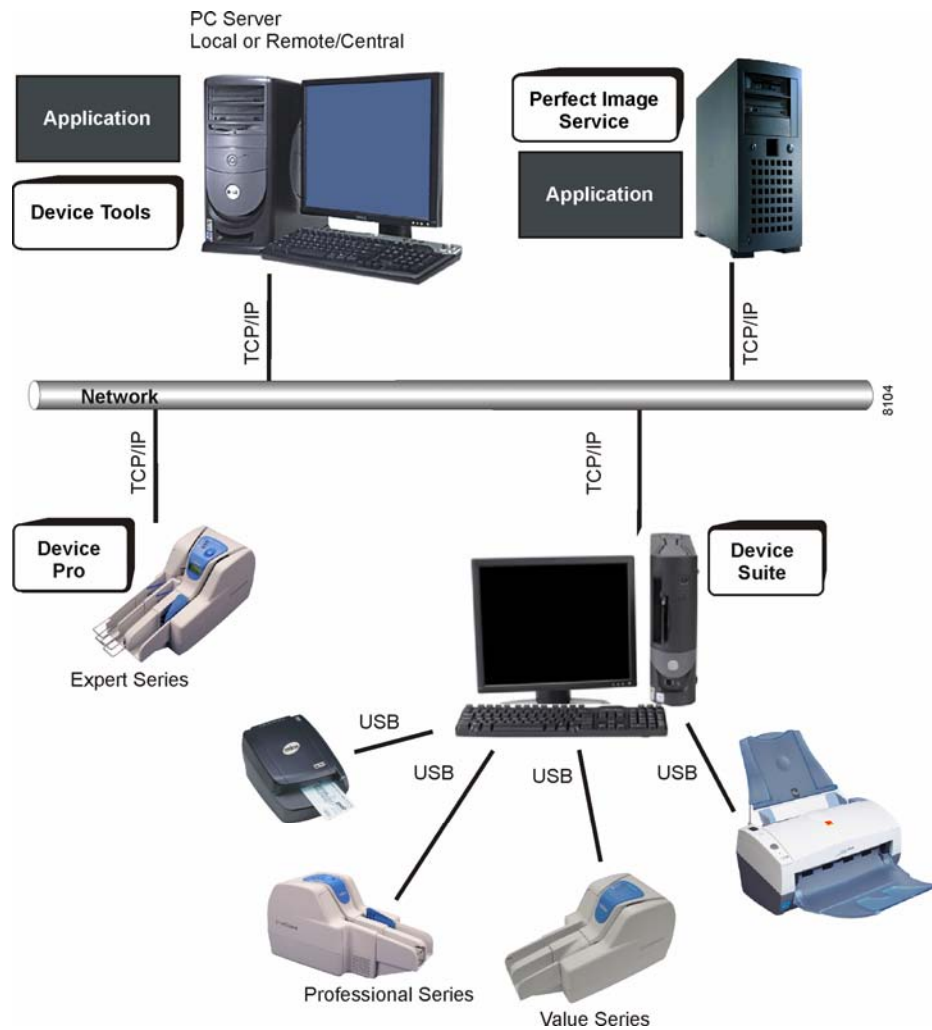 PC Server
Local or Remote/Central
Application
Device Tools
Perfect Image
Service
Application
TCP/IP
TCP/IP
Network
8104
TCP/IP
TCP/IP
Device
Pro
Device
Suite
Expert Series
USB
USB
USB
USB
Professional Series
Value Series